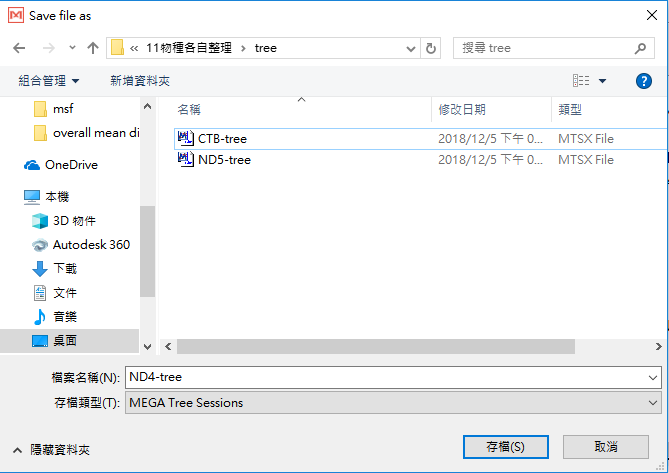 Save file as
« 11物種各自整理 › tree
搜尋 tree
組合管理 新增資料夾
?
名稱 修改日期 類型
msf
overall mean di
OneDrive
本機
3D 物件
Autodesk 360
下載
文件
音樂
桌面
CTB-tree 2018/12/5 下午 0... MTSX File
ND5-tree 2018/12/5 下午 0... MTSX File
檔案名稱(N): ND4-tree
存檔類型(T): MEGA Tree Sessions
隱藏資料夾 存檔(S) 取消